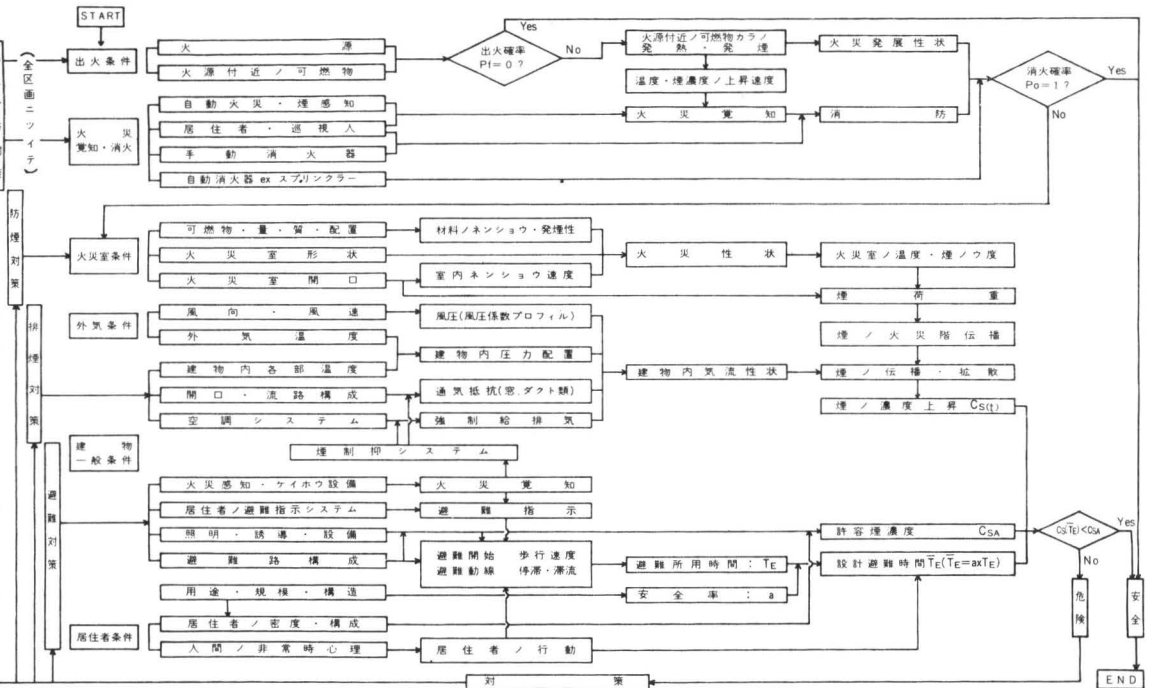 START
(全区画ニツイテ)
出火条件
火源
火源付近ノ可燃物
出火確率
Pf=0?
Yes
No
火源付近ノ可燃物カラノ
発熱・発煙
火災発展性状
温度・煙濃度ノ上昇速度
消火確率
Po=1?
Yes
No
火災
覚知・消火
自動火災・煙感知
居住者・巡視人
手動消火器
自動消火器 ex スプリンクラー
火災覚知
消防
防煙対策
火災室条件
可燃物・量・質・配置
火災室形状
火災室開口
材料ノネンショウ・発煙性
室内ネンショウ速度
火災性状
火災室ノ温度・煙ノウ度
煙荷重
煙ノ火災階伝播
排煙対策
外気条件
風向・風速
外気温度
建物内各部温度
開口・流路構成
空調システム
風圧(風圧係数プロフィル)
建物内圧力配置
通気抵抗(窓、ダクト類)
強制給排気
建物内気流性状
煙ノ伝播・拡散
煙ノ濃度上昇 CS(t)
煙制抑システム
建物
一般条件
避難対策
火災感知・ケイホウ設備
居住者ノ避難指示システム
照明・誘導・設備
避難路構成
用途・規模・構造
火災覚知
避難指示
避難開始 歩行速度
避難動線 停滞・滞流
避難所用時間:TE
安全率:a
許容煙濃度 CSA
設計避難時間T̄E(T̄E=axTE)
CS(T̄E)<CSA
Yes
No
危険
安全
居住者条件
居住者ノ密度・構成
人間ノ非常時心理
居住者ノ行動
対策
END